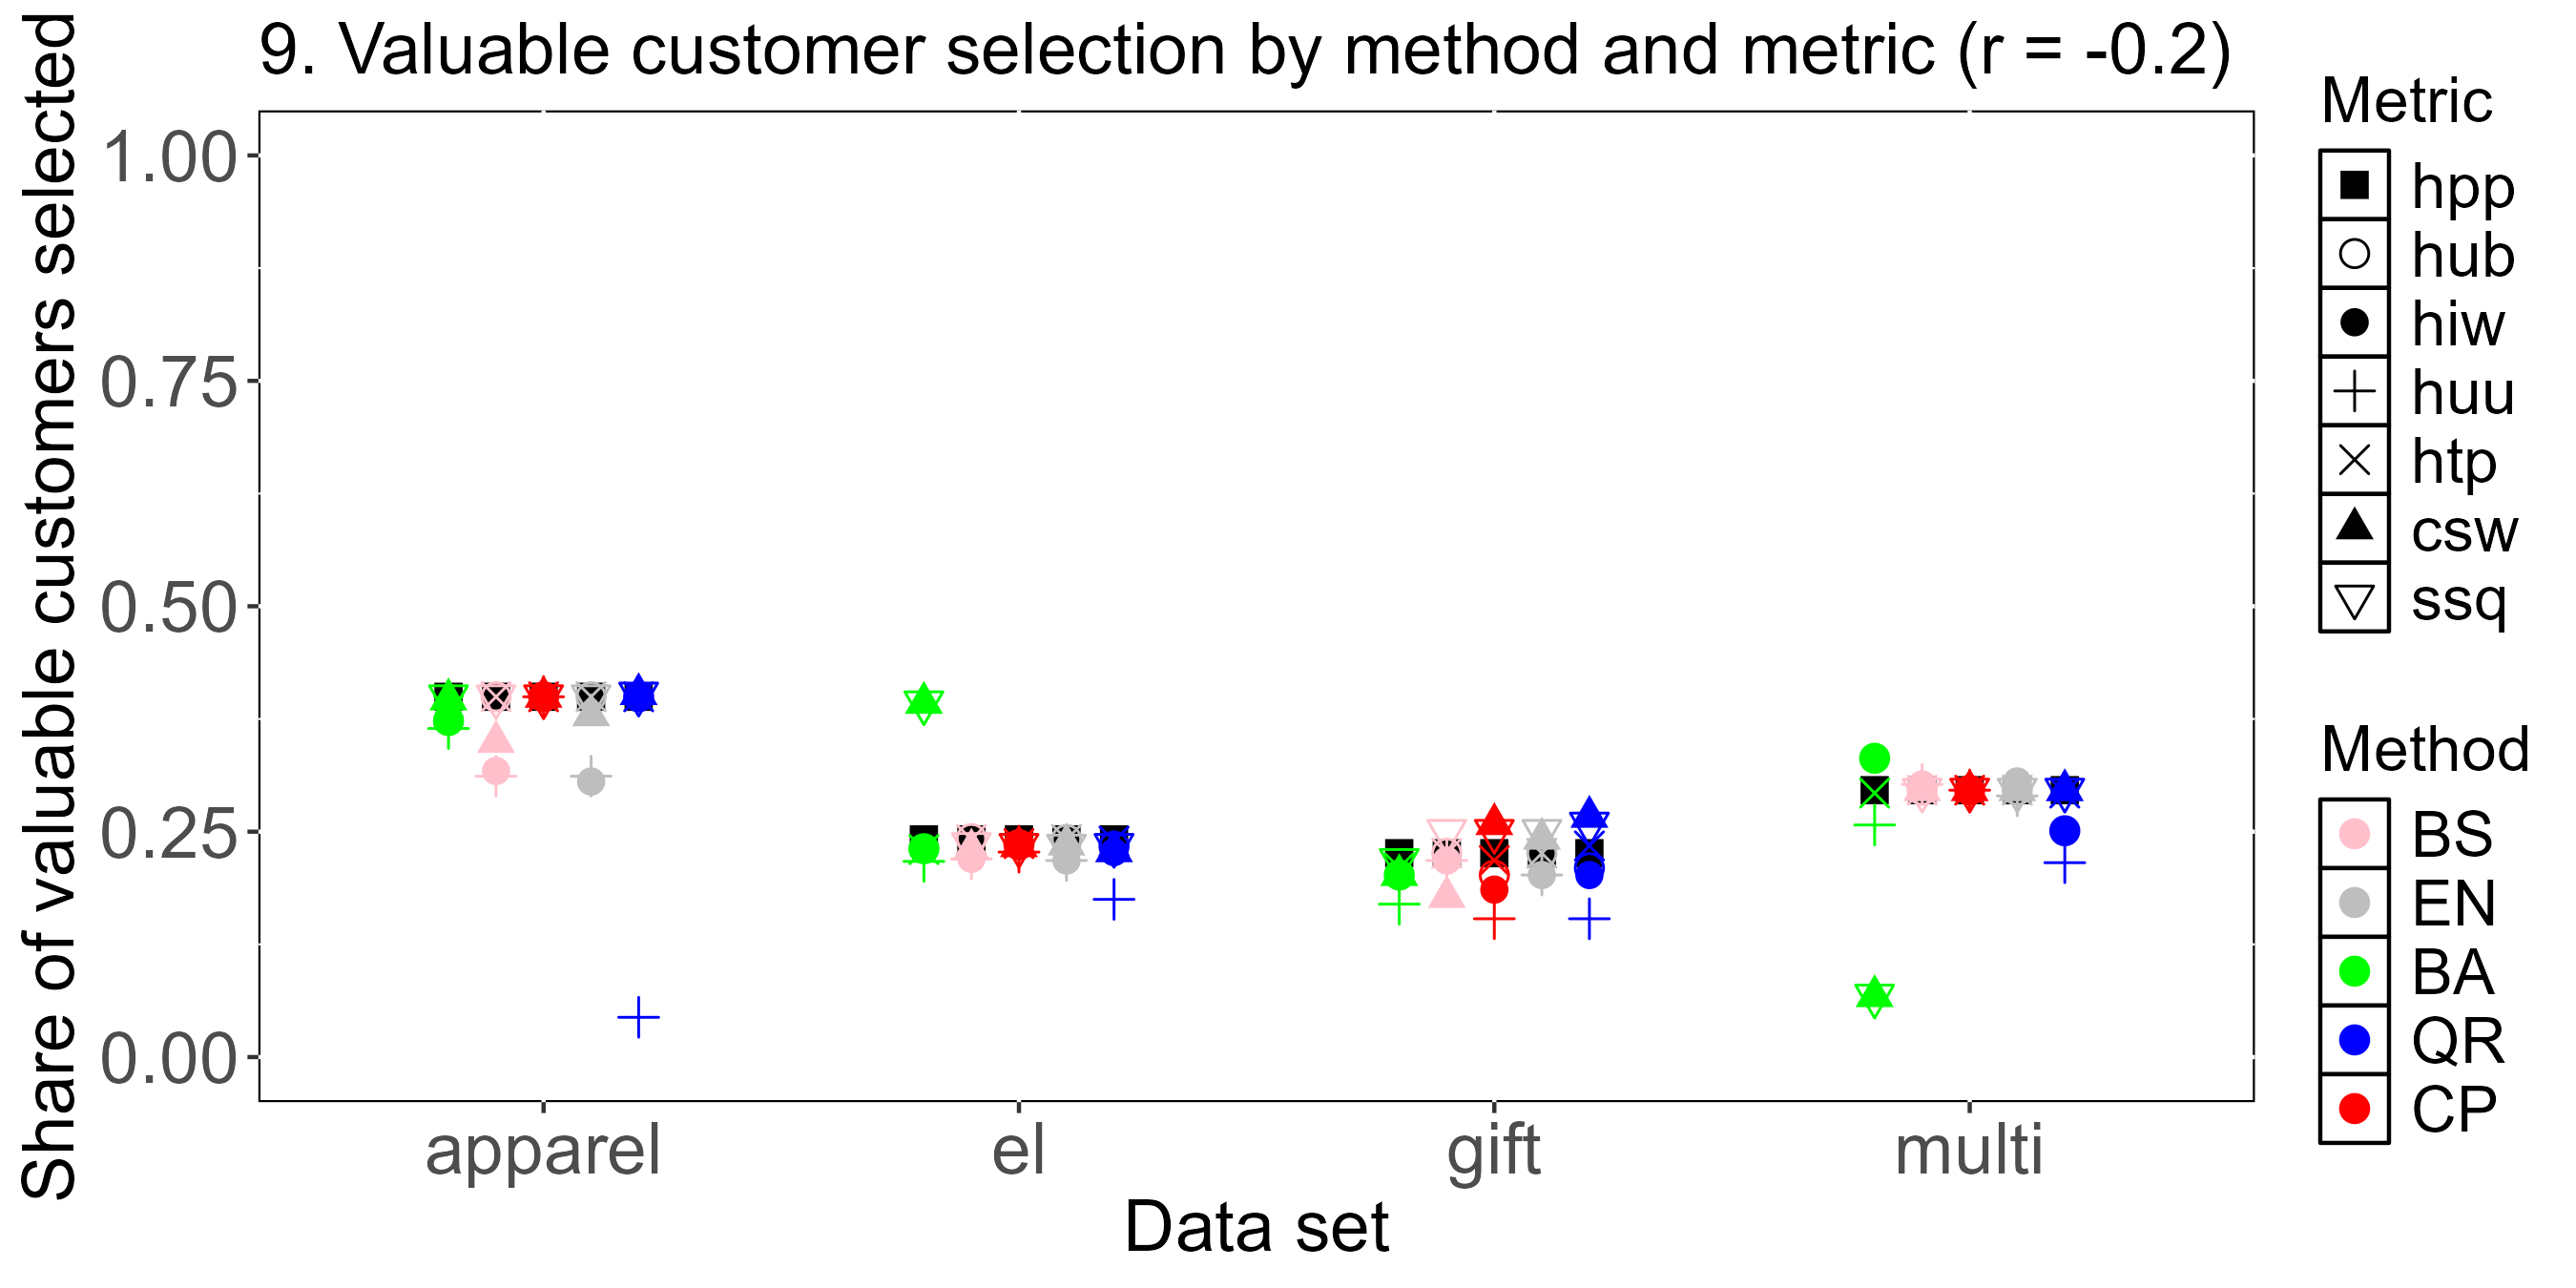 9. Valuable customer selection by method and metric (r = -0.2)
Share of valuable customers selected
1.00
0.75
0.50
0.25
0.00
apparel
el
gift
multi
Data set
Metric
hpp
hub
hiw
huu
htp
csw
ssq
Method
BS
EN
BA
QR
CP